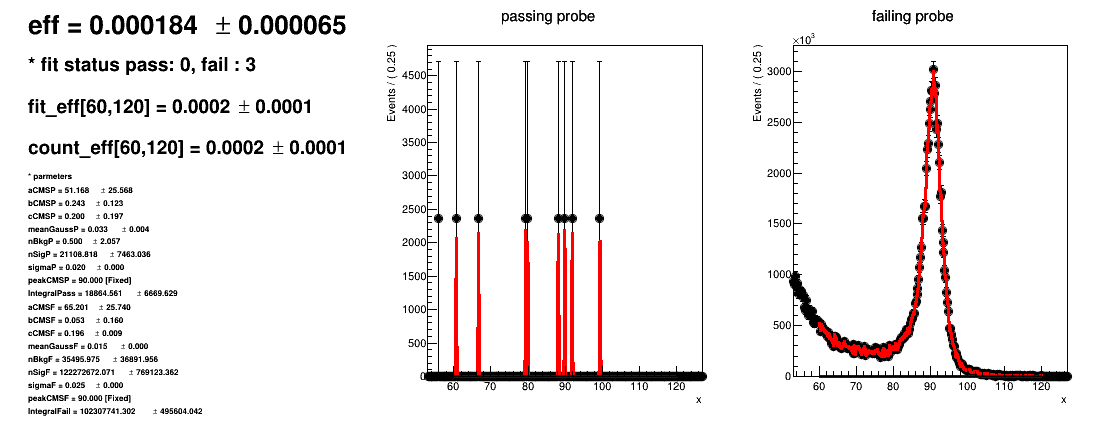 eff = 0.000184 ± 0.000065
* fit status pass: 0, fail : 3
fit_eff[60,120] = 0.0002 ± 0.0001
count_eff[60,120] = 0.0002 ± 0.0001
* parmeters
aCMSP = 51.168 ± 25.568
bCMSP = 0.243 ± 0.123
cCMSP = 0.200 ± 0.197
meanGaussP = 0.033 ± 0.004
nBkgP = 0.500 ± 2.057
nSigP = 21108.818 ± 7463.036
sigmaP = 0.020 ± 0.000
peakCMSP = 90.000 [Fixed]
IntegralPass = 18864.561 ± 6669.629
aCMSF = 65.201 ± 25.740
bCMSF = 0.053 ± 0.160
cCMSF = 0.196 ± 0.009
meanGaussF = 0.015 ± 0.000
nBkgF = 35495.975 ± 36891.956
nSigF = 122272672.071 ± 769123.362
sigmaF = 0.025 ± 0.000
peakCMSF = 90.000 [Fixed]
IntegralFail = 102307741.302 ± 495604.042
passing probe
Events / ( 0.25 )
4500
4000
3500
3000
2500
2000
1500
1000
500
0
60 70 80 90 100 110 120
x
failing probe
×10³
Events / ( 0.25 )
3000
2500
2000
1500
1000
500
0
60 70 80 90 100 110 120
x